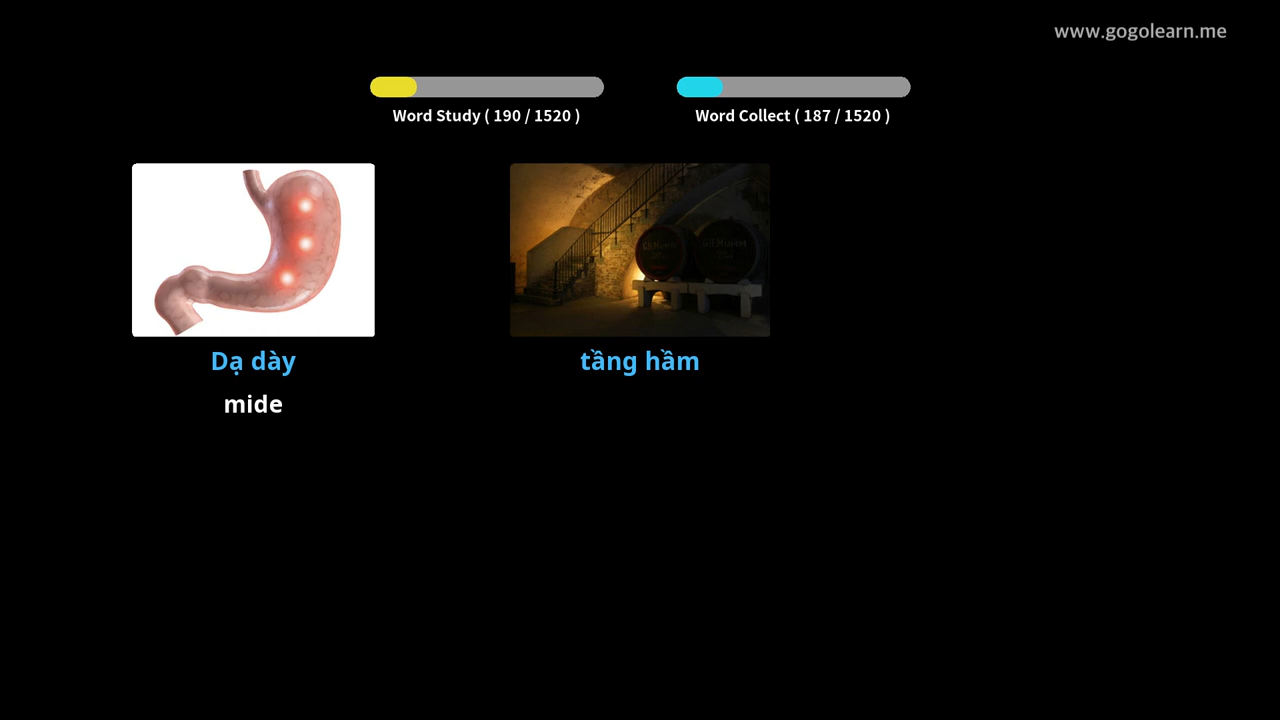 www.gogolearn.me
Word Study ( 190 / 1520 )
Word Collect ( 187 / 1520 )
Dạ dày
mide
tầng hầm